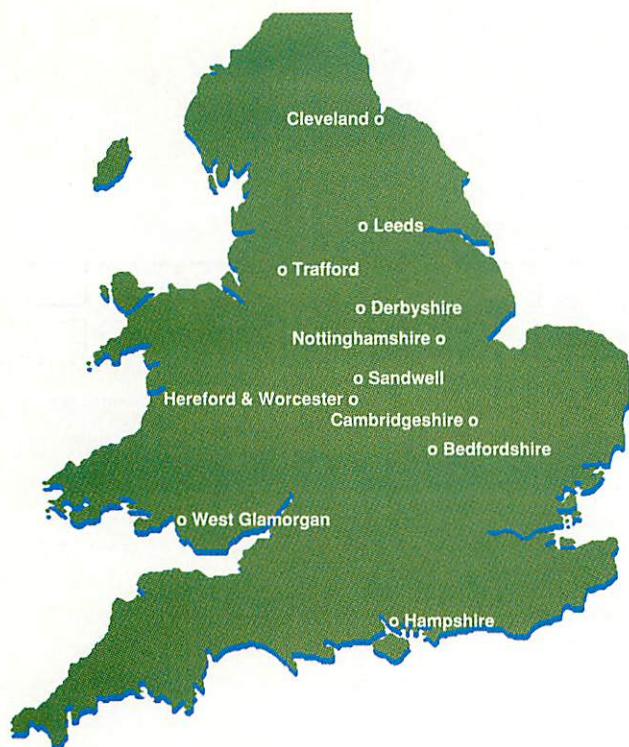 Cleveland o
o Leeds
o Trafford
o Derbyshire
Nottinghamshire o
o Sandwell
Hereford & Worcester o
Cambridgeshire o
o Bedfordshire
o West Glamorgan
o Hampshire